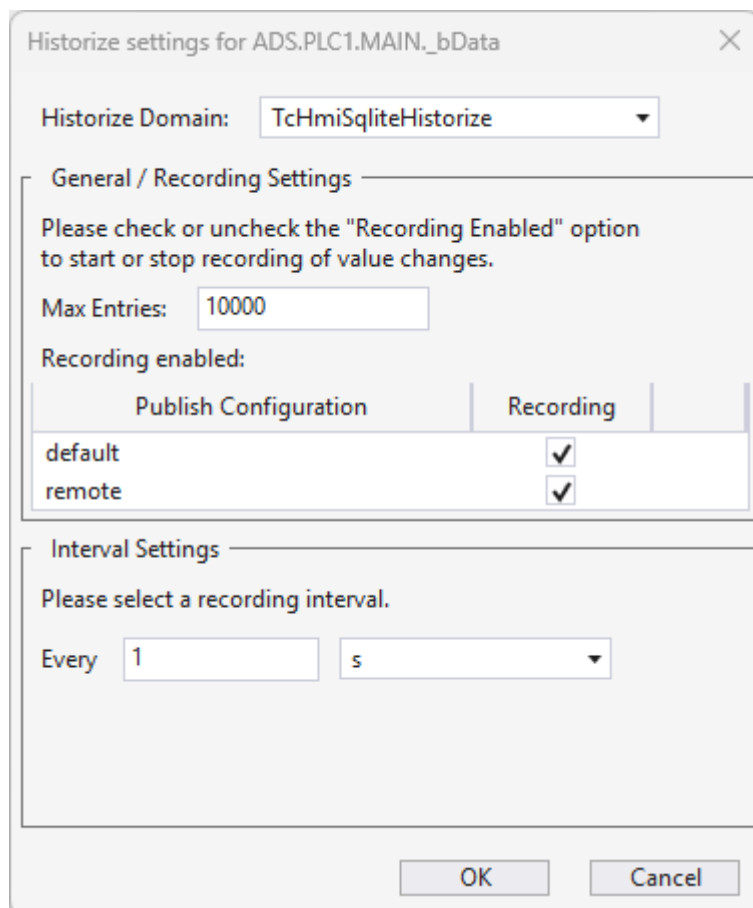 Historize settings for ADS.PLC1.MAIN._bData
Historize Domain: TcHmiSqliteHistorize
General / Recording Settings
Please check or uncheck the "Recording Enabled" option
to start or stop recording of value changes.
Max Entries: 10000
Recording enabled:
Publish Configuration Recording
default
remote
Interval Settings
Please select a recording interval.
Every 1 s
OK Cancel